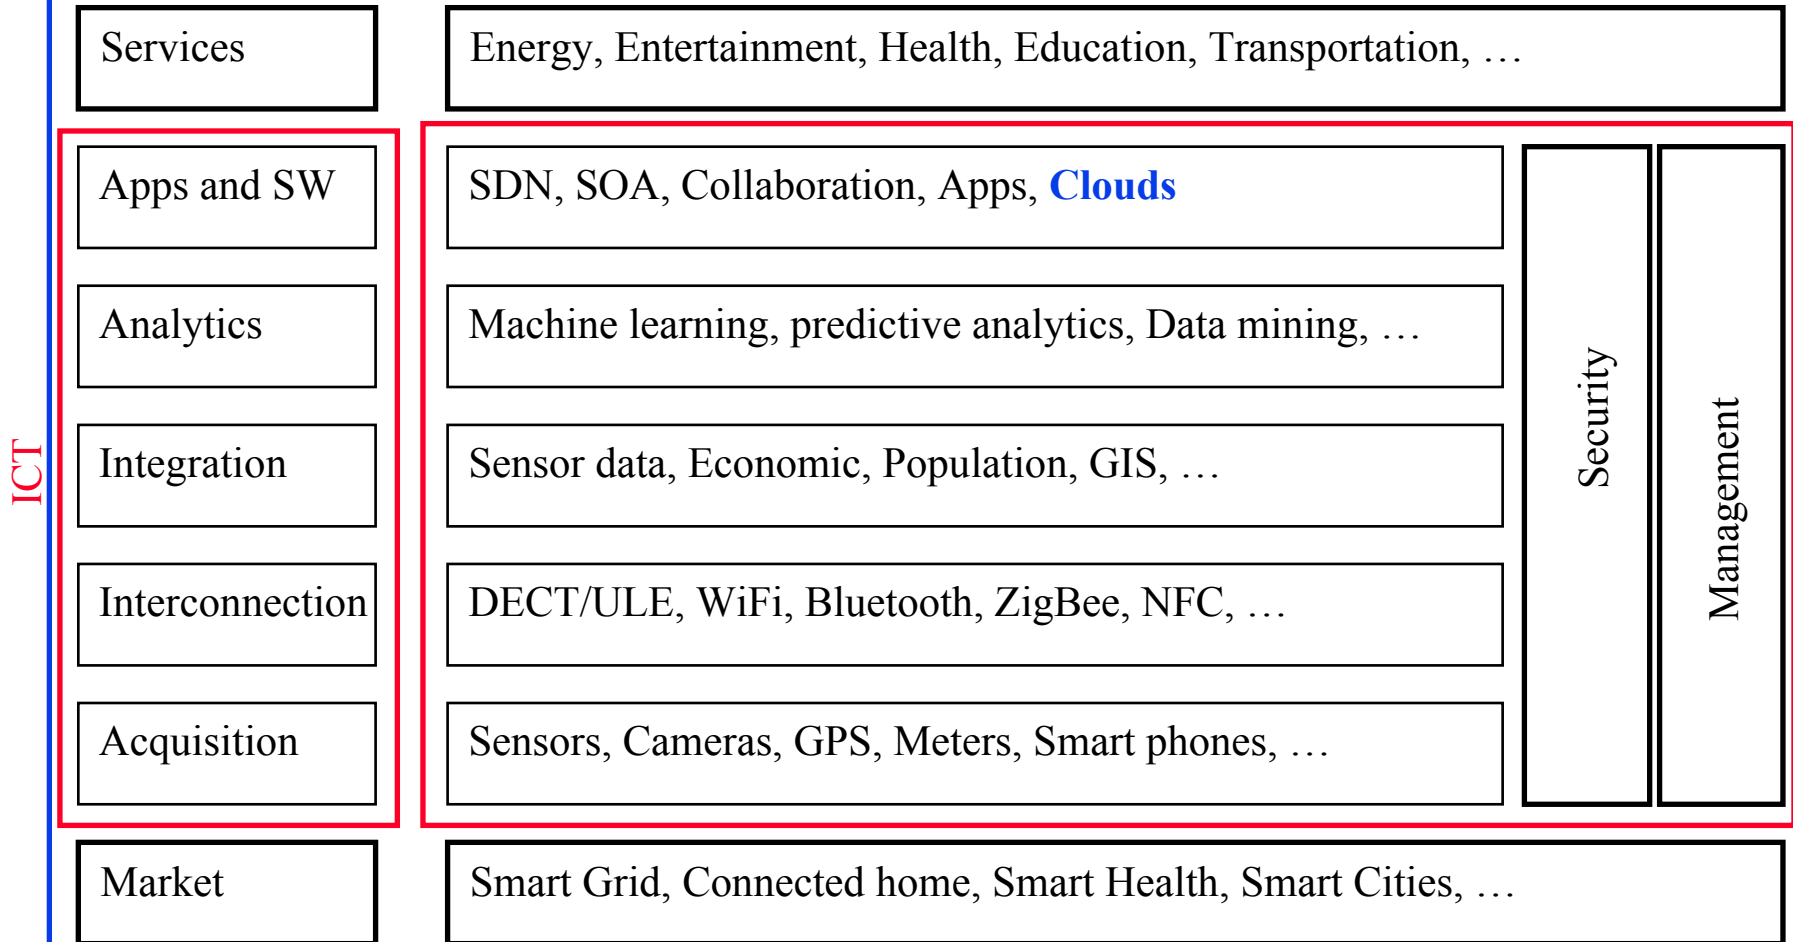 Services
Energy, Entertainment, Health, Education, Transportation, …
Apps and SW
SDN, SOA, Collaboration, Apps, Clouds
Analytics
Machine learning, predictive analytics, Data mining, …
Integration
Sensor data, Economic, Population, GIS, …
Interconnection
DECT/ULE, WiFi, Bluetooth, ZigBee, NFC, …
Acquisition
Sensors, Cameras, GPS, Meters, Smart phones, …
Market
Smart Grid, Connected home, Smart Health, Smart Cities, …
ICT
Security
Management